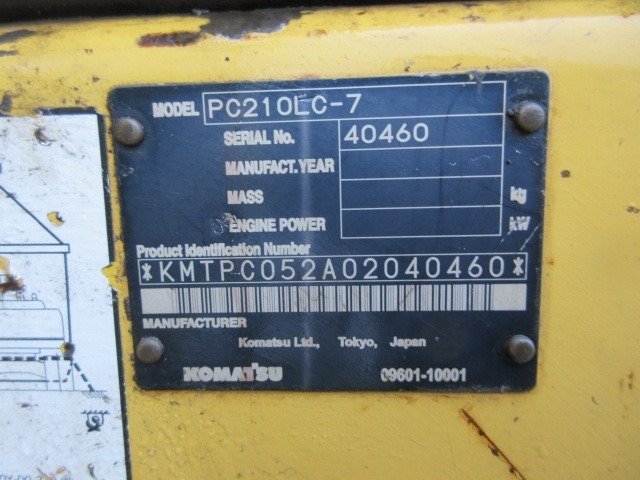 MODEL PC210LC-7
SERIAL No. 40460
MANUFACT.YEAR
MASS kg
ENGINE POWER kW
Product Identification Number
*KMTPC052A02040460*
MANUFACTURER
Komatsu Ltd., Tokyo, Japan
KOMATSU 09601-10001